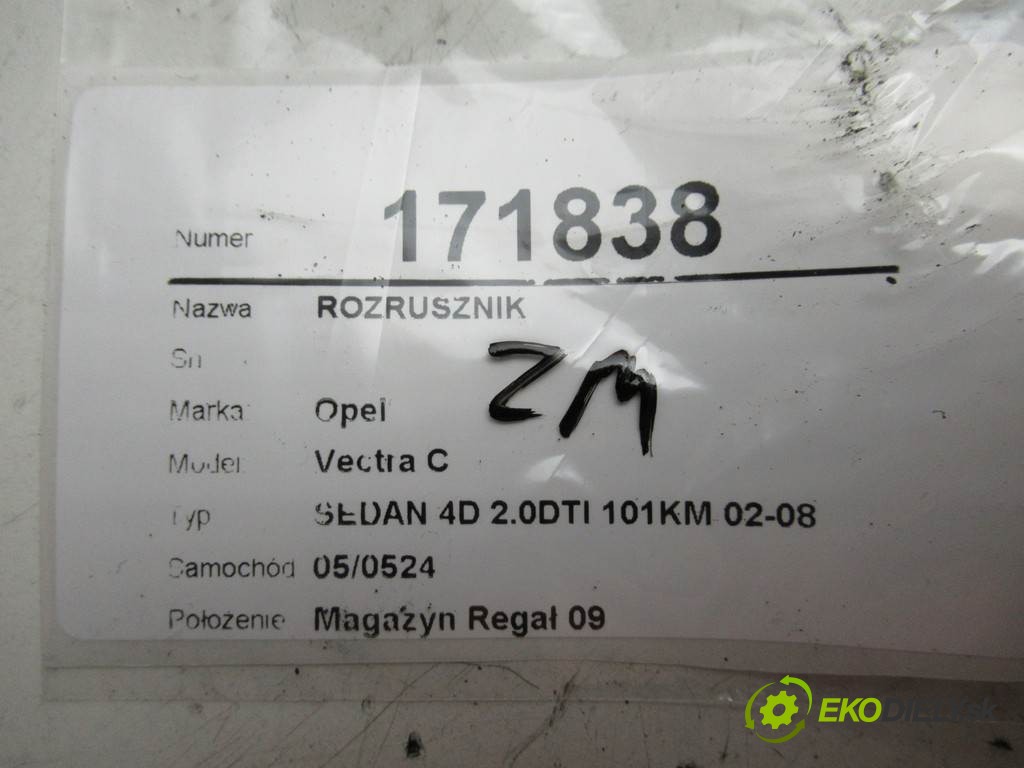 Numer 171838
Nazwa ROZRUSZNIK
Sn
ZM
Marka Opel
Model Vectra C
Typ SEDAN 4D 2.0DTI 101KM 02-08
Samochód 05/0524
Położenie Magazyn Regał 09
EKODIELY.sk